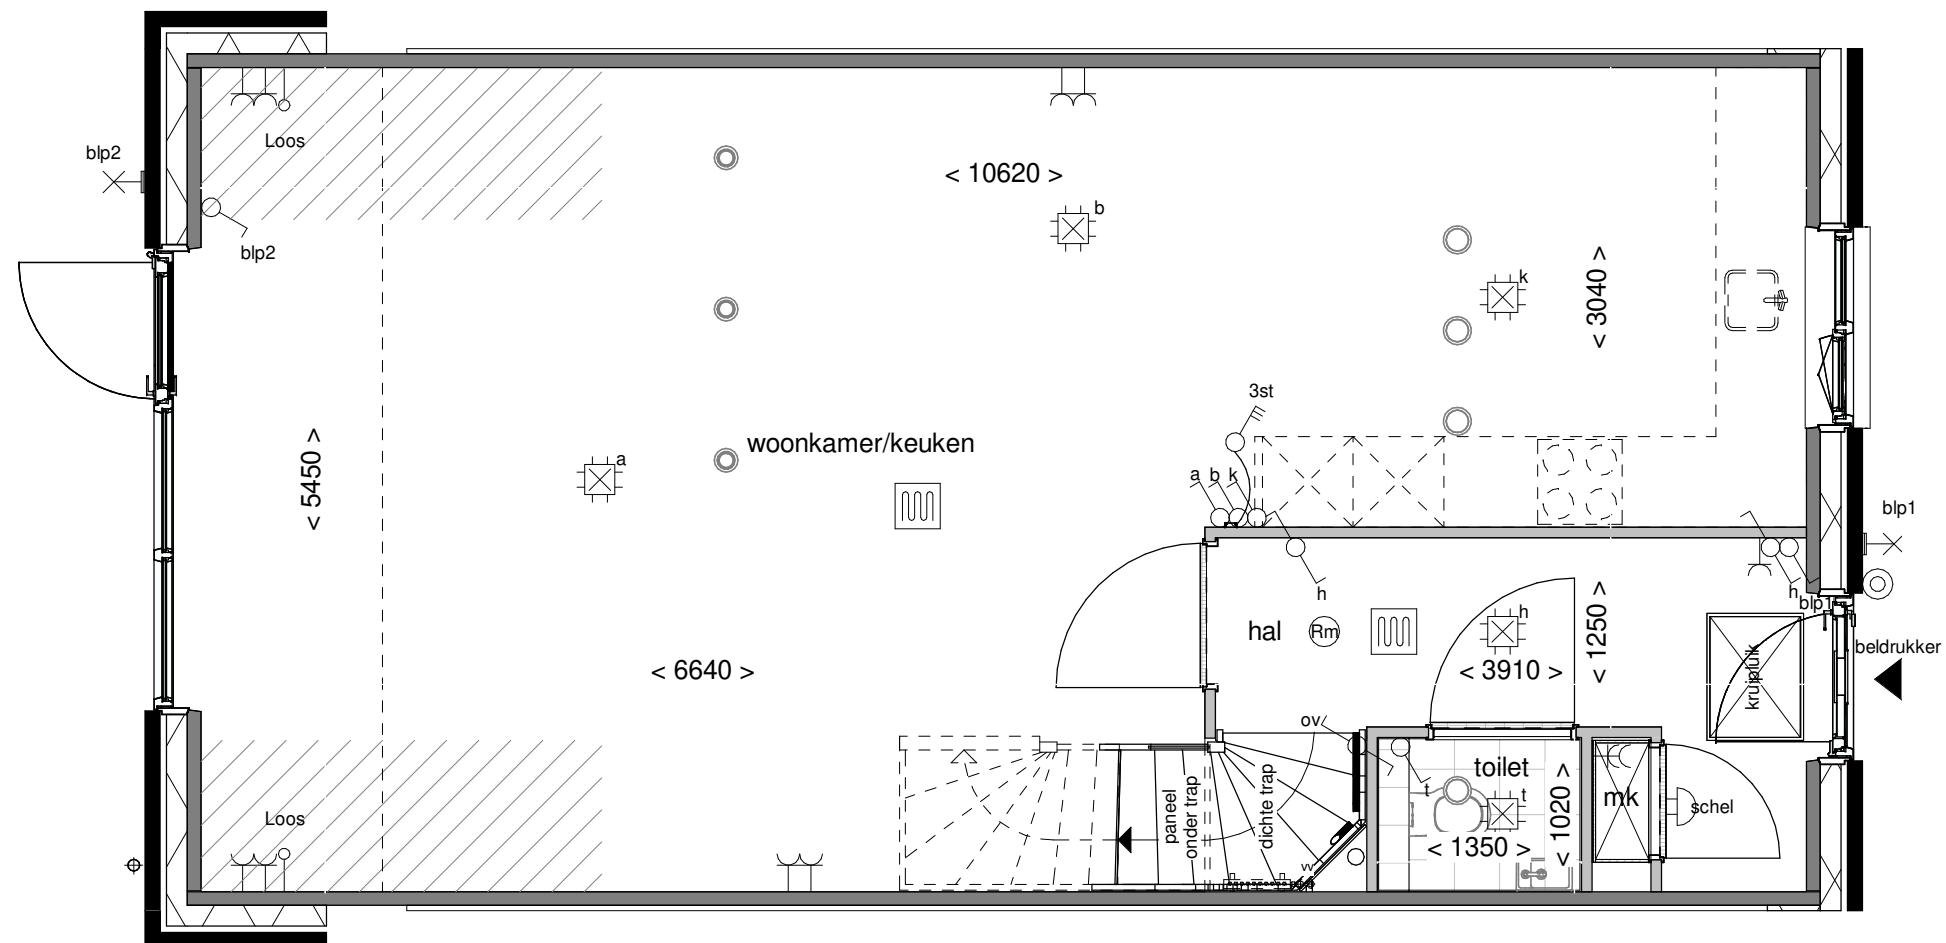 Loos
blp2
< 10620 >
b
blp2
k
< 3040 >
3st
a
woonkamer/keuken
a b k
< 5450 >
blp1
h
h
blp1
h
hal
Rm
< 1250 >
beldrukker
< 6640 >
< 3910 >
kruipluik
ov
toilet
t
t
mk
schel
paneel
onder trap
dichte trap
< 1020 >
Loos
< 1350 >
vv